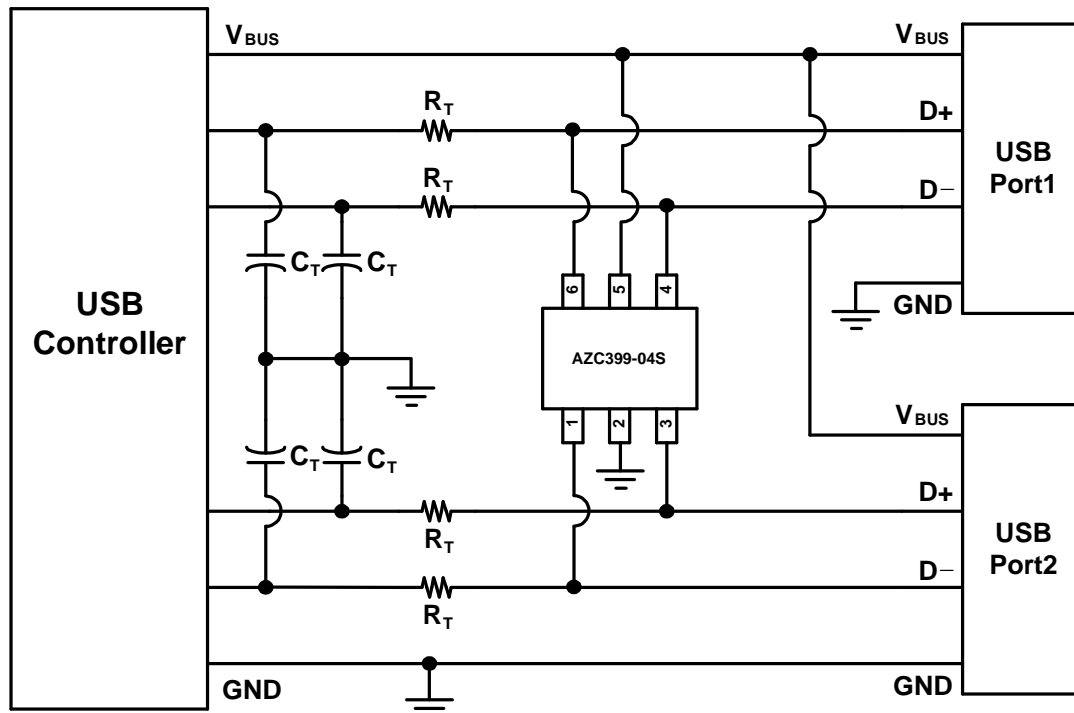 VBUS
VBUS
RT
D+
USB
Port1
RT
D−
CT
CT
6
5
4
USB
Controller
GND
AZC399-04S
1
2
3
VBUS
CT
CT
D+
RT
USB
Port2
D−
RT
GND
GND